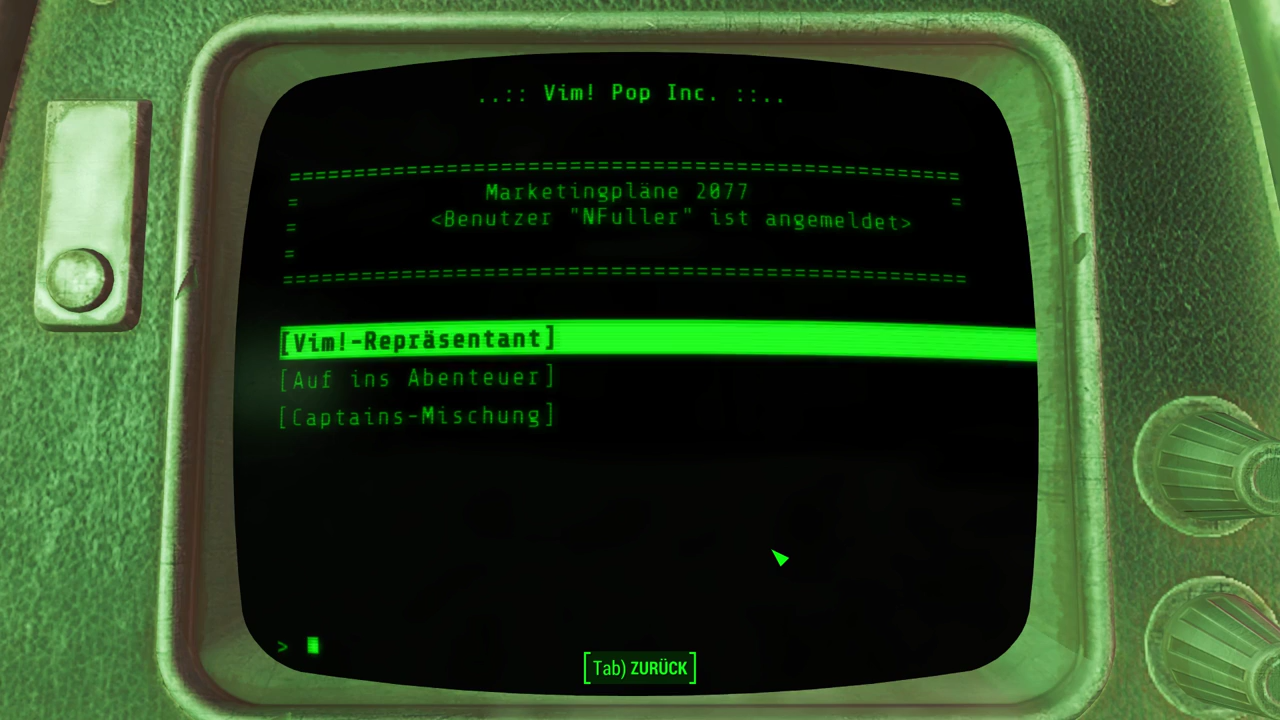 ..:: Vim! Pop Inc. ::..
====================================================
= Marketingpläne 2077 =
= <Benutzer "NFuller" ist angemeldet>
=
=====================================================
[Vim!-Repräsentant]
[Auf ins Abenteuer]
[Captains-Mischung]
>
[Tab) ZURÜCK]